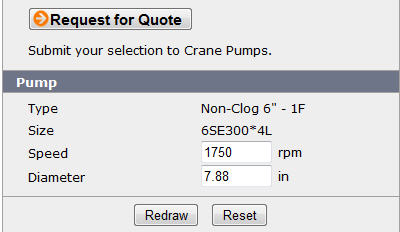 Request for Quote
Submit your selection to Crane Pumps.
Pump
Type Non-Clog 6" - 1F
Size 6SE300*4L
Speed 1750 rpm
Diameter 7.88 in
Redraw Reset